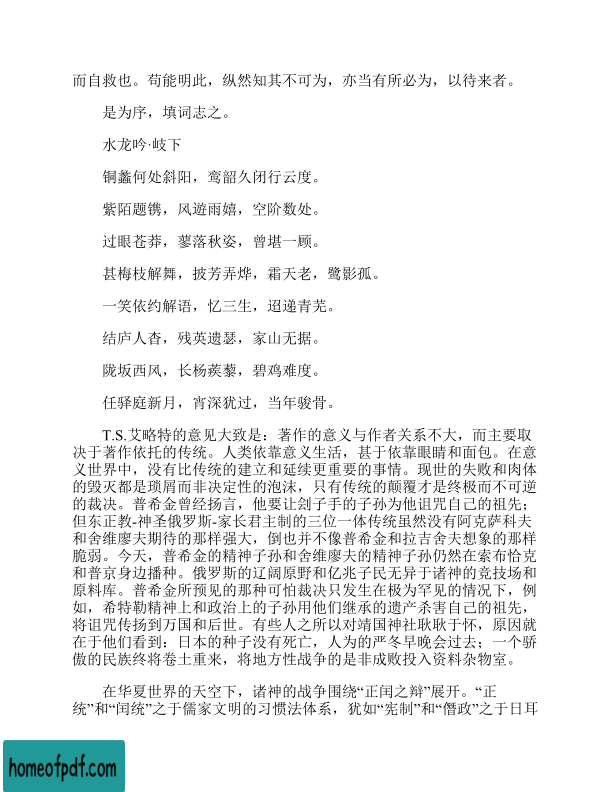 而自救也。苟能明此，纵然知其不可为，亦当有所必为，以待来者。
是为序，填词志之。
水龙吟·岐下
铜蠡何处斜阳，鸾韶久闭行云度。
紫陌题镌，风遊雨嬉，空阶数处。
过眼苍莽，蓼落秋姿，曾堪一顾。
甚梅枝解舞，披芳弄烨，霜天老，鹭影孤。
一笑依约解语，忆三生，迢递青芜。
结庐人杳，残英遗瑟，家山无据。
陇坂西风，长杨蒺藜，碧鸡难度。
任驿庭新月，宵深犹过，当年骏骨。
T.S.艾略特的意见大致是：著作的意义与作者关系不大，而主要取
决于著作依托的传统。人类依靠意义生活，甚于依靠眼睛和面包。在意
义世界中，没有比传统的建立和延续更重要的事情。现世的失败和肉体
的毁灭都是琐屑而非决定性的泡沫，只有传统的颠覆才是终极而不可逆
的裁决。普希金曾经扬言，他要让刽子手的子孙为他诅咒自己的祖先；
但东正教-神圣俄罗斯-家长君主制的三位一体传统虽然没有阿克萨科夫
和舍维廖夫期待的那样强大，倒也并不像普希金和拉吉舍夫想象的那样
脆弱。今天，普希金的精神子孙和舍维廖夫的精神子孙仍然在索布恰克
和普京身边播种。俄罗斯的辽阔原野和亿兆子民无异于诸神的竞技场和
原料库。普希金所预见的那种可怕裁决只发生在极为罕见的情况下，例
如，希特勒精神上和政治上的子孙用他们继承的遗产杀害自己的祖先，
将诅咒传扬到万国和后世。有些人之所以对靖国神社耿耿于怀，原因就
在于他们看到：日本的种子没有死亡，人为的严冬早晚会过去；一个骄
傲的民族终将卷土重来，将地方性战争的是非成败投入资料杂物室。
在华夏世界的天空下，诸神的战争围绕“正闰之辩”展开。“正
统”和“闰统”之于儒家文明的习惯法体系，犹如“宪制”和“僭政”之于日耳
homeofpdf.com